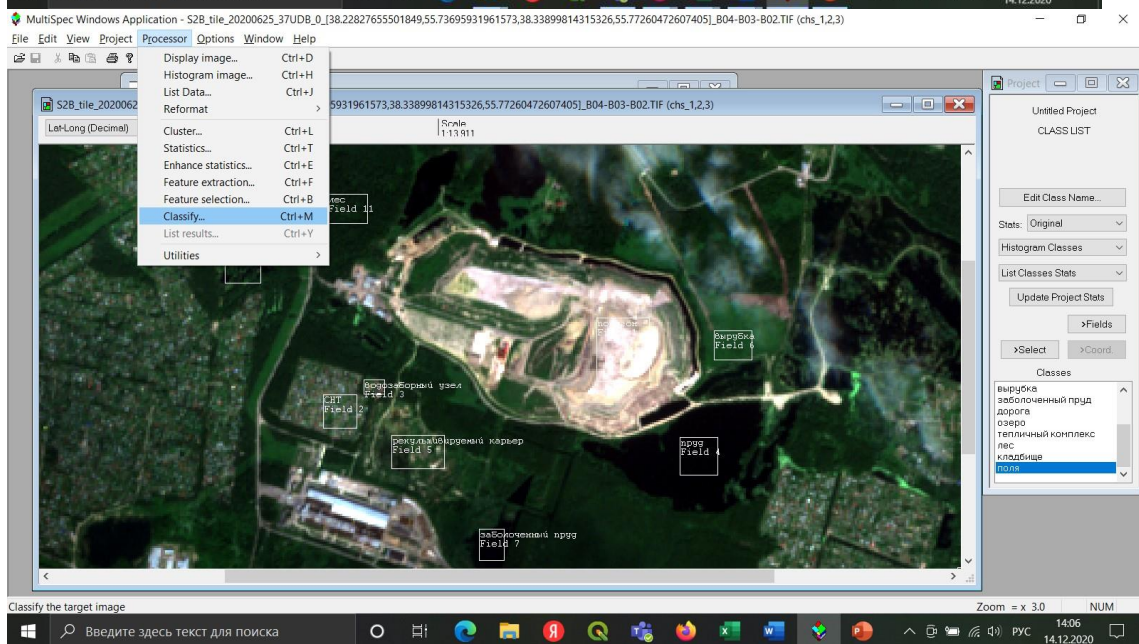 14.12.2020
MultiSpec Windows Application - S2B_tile_20200625_37UDB_0_[38.22827655501849,55.73695931961573,38.33899814315326,55.77260472607405]_B04-B03-B02.TIF (chs_1,2,3)
File Edit View Project Processor Options Window Help
Display image... Ctrl+D
Histogram image... Ctrl+H
List Data... Ctrl+J
Reformat
Cluster... Ctrl+L
Statistics... Ctrl+T
Enhance statistics... Ctrl+E
Feature extraction... Ctrl+F
Feature selection... Ctrl+B
Classify... Ctrl+M
List results... Ctrl+Y
Utilities
S2B_tile_2020062
5931961573,38.33899814315326,55.77260472607405]_B04-B03-B02.TIF (chs_1,2,3)
Lat-Long (Decimal)
Scale
1:13 911
Field 11
вырубка
Field 6
водозаборный узел
Field 3
СНТ
Field 2
рекультивируемый карьер
Field 5
пруд
Field 4
заболоченный пруд
Field 7
Project
Untitled Project
CLASS LIST
Edit Class Name...
Stats: Original
Histogram Classes
List Classes Stats
Update Project Stats
>Fields
>Select >Coord.
Classes
вырубка
заболоченный пруд
дорога
озеро
тепличный комплекс
лес
кладбище
поля
Classify the target image
Zoom = x 3.0 NUM
Введите здесь текст для поиска
РУС
14:06
14.12.2020